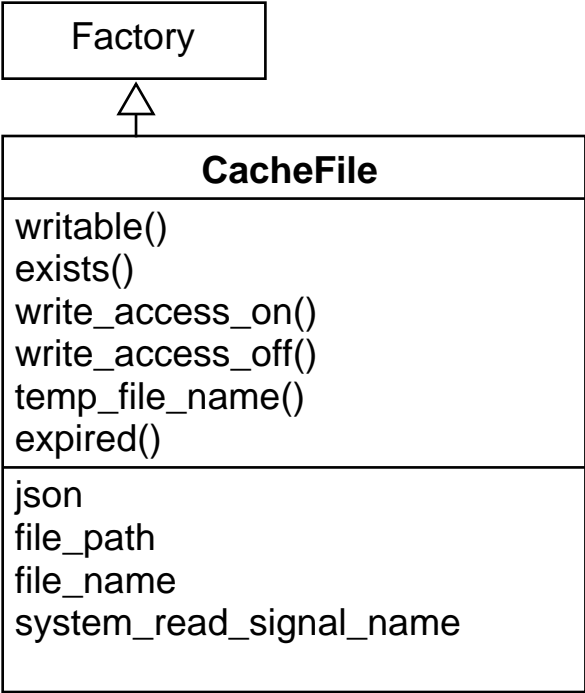 Factory
CacheFile
writable()
exists()
write_access_on()
write_access_off()
temp_file_name()
expired()
json
file_path
file_name
system_read_signal_name